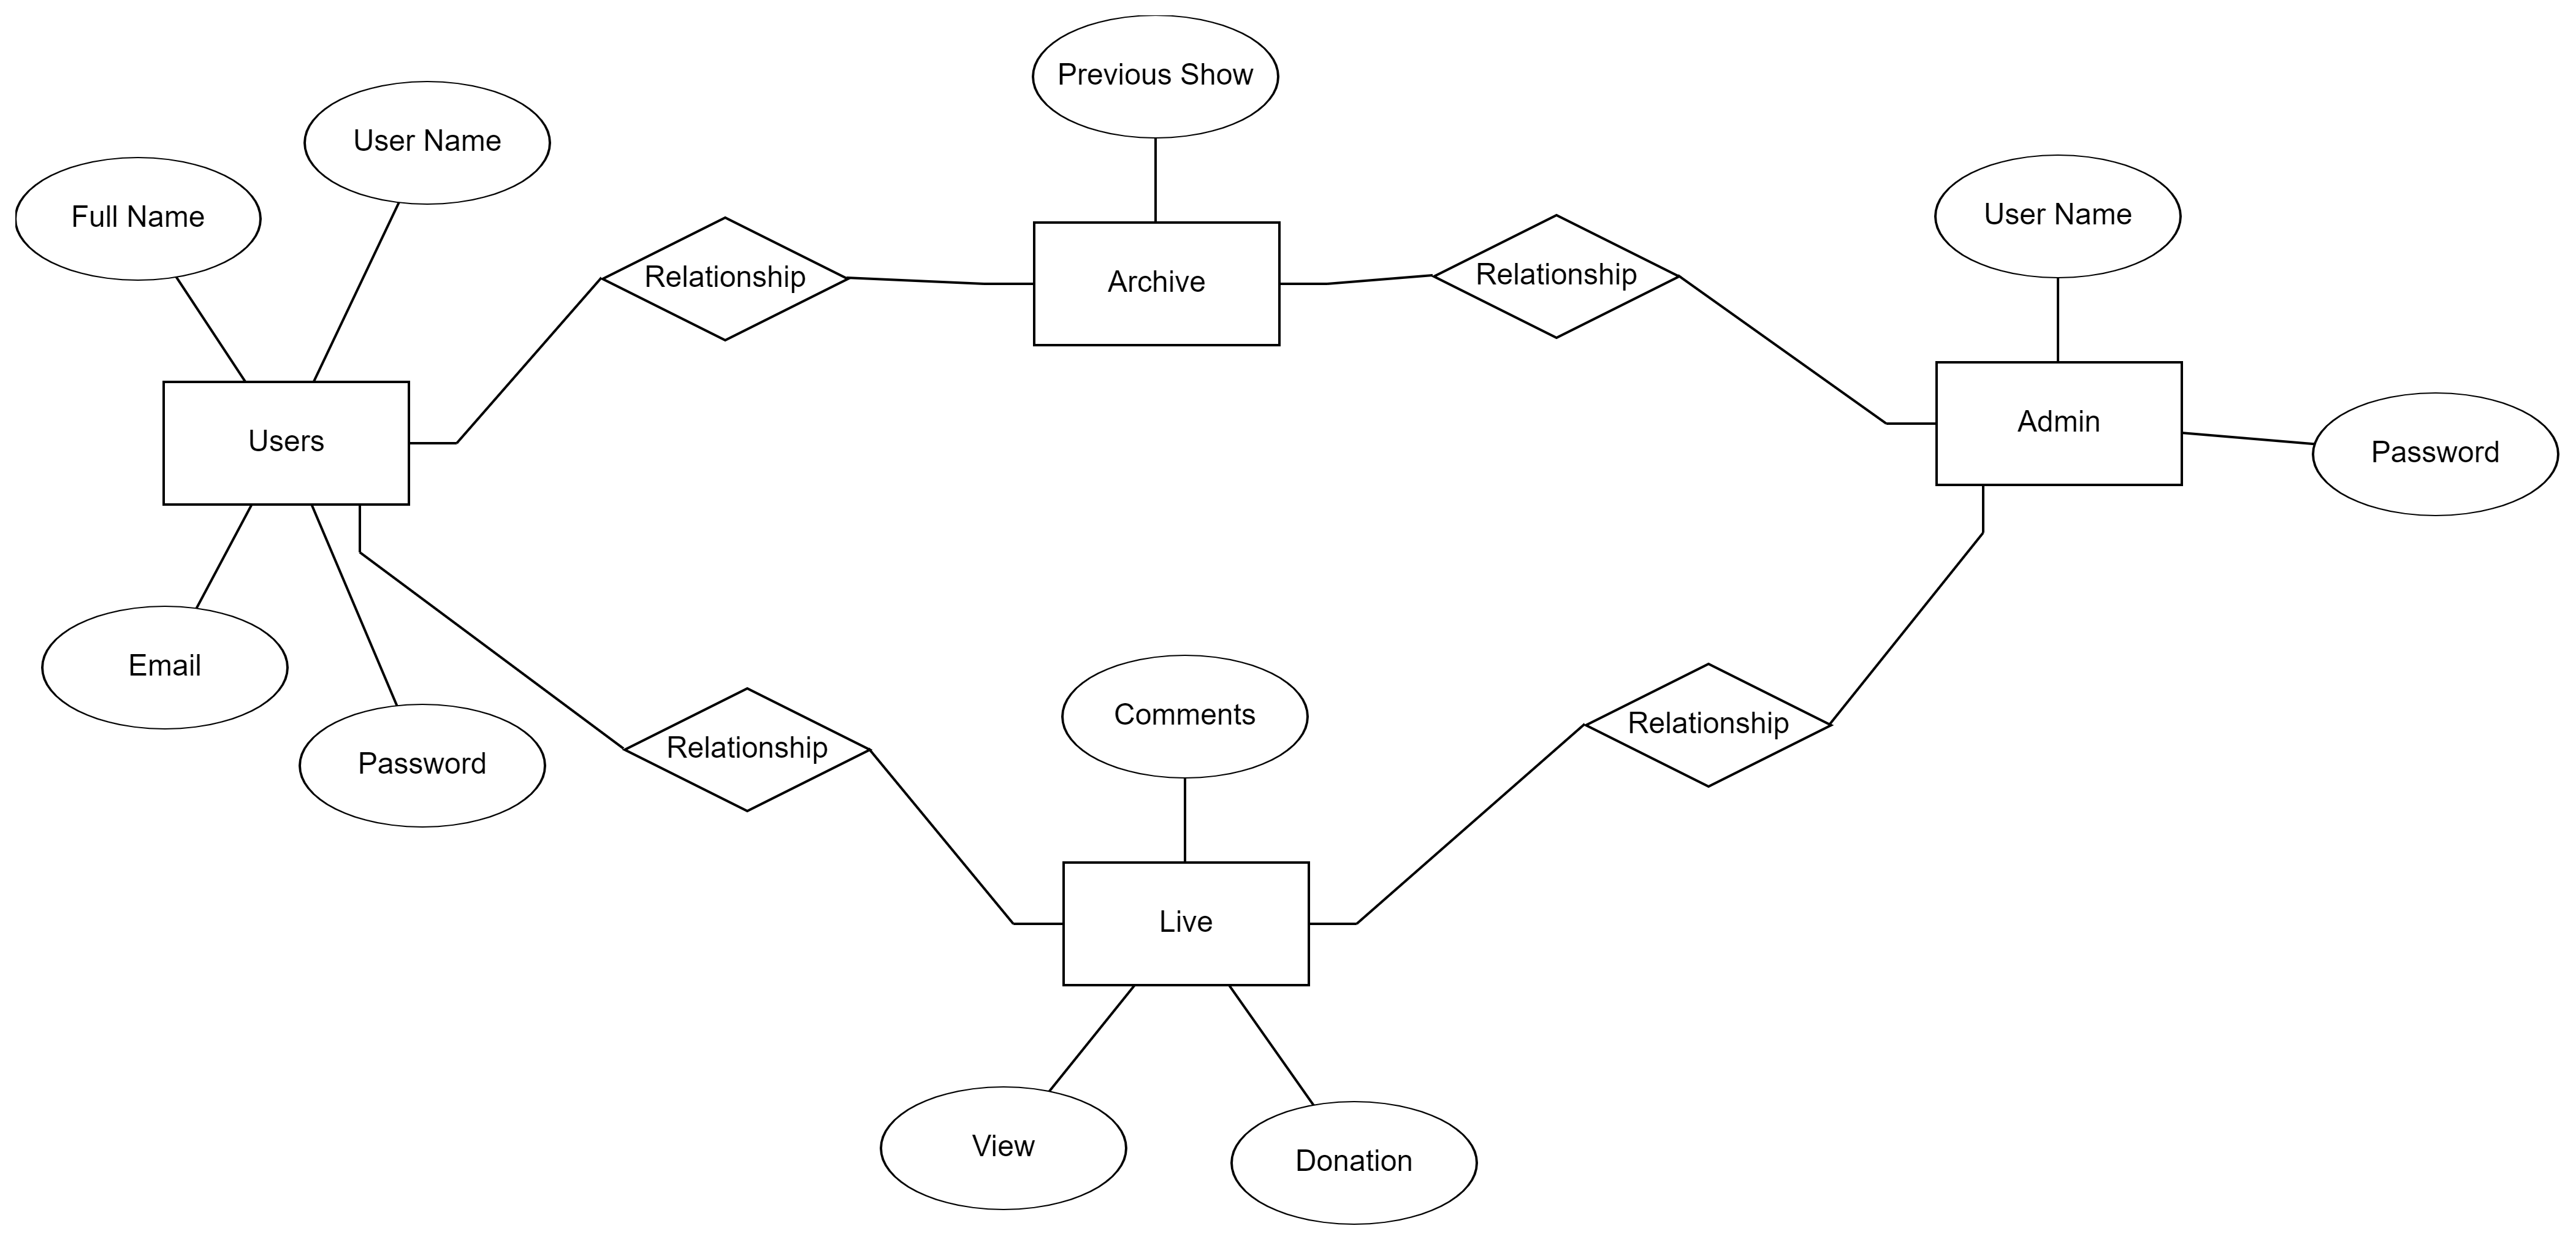 Previous Show
User Name
Full Name
User Name
Relationship
Archive
Relationship
Users
Admin
Password
Email
Password
Relationship
Comments
Relationship
Live
View
Donation